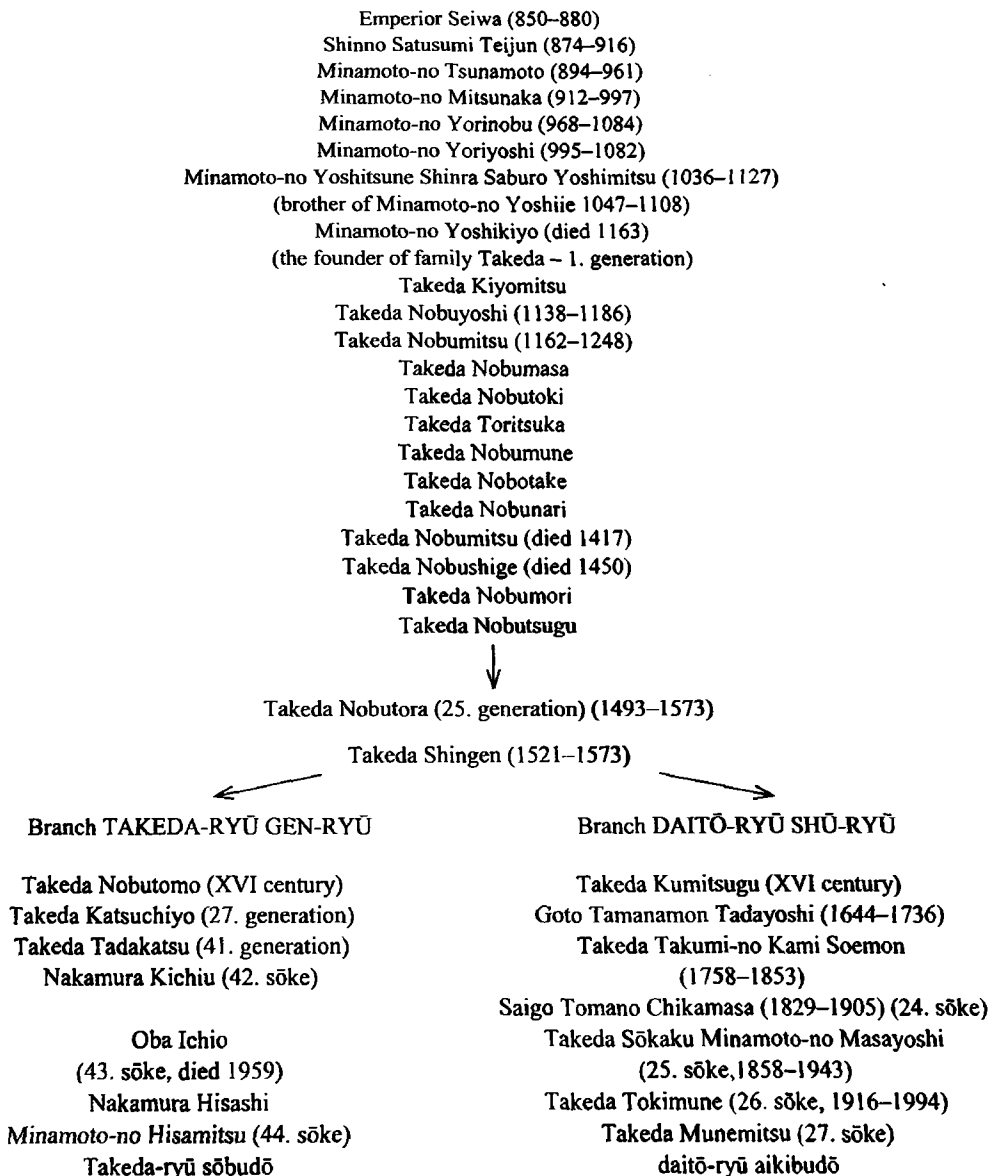 Emperior Seiwa (850–880)
Shinno Satusumi Teijun (874–916)
Minamoto-no Tsunamoto (894–961)
Minamoto-no Mitsunaka (912–997)
Minamoto-no Yorinobu (968–1084)
Minamoto-no Yoriyoshi (995–1082)
Minamoto-no Yoshitsune Shinra Saburo Yoshimitsu (1036–1127)
(brother of Minamoto-no Yoshiie 1047–1108)
Minamoto-no Yoshikiyo (died 1163)
(the founder of family Takeda – 1. generation)
Takeda Kiyomitsu
Takeda Nobuyoshi (1138–1186)
Takeda Nobumitsu (1162–1248)
Takeda Nobumasa
Takeda Nobutoki
Takeda Toritsuka
Takeda Nobumune
Takeda Nobotake
Takeda Nobunari
Takeda Nobumitsu (died 1417)
Takeda Nobushige (died 1450)
Takeda Nobumori
Takeda Nobutsugu
Takeda Nobutora (25. generation) (1493–1573)
Takeda Shingen (1521–1573)
Branch TAKEDA-RYŪ GEN-RYŪ
Takeda Nobutomo (XVI century)
Takeda Katsuchiyo (27. generation)
Takeda Tadakatsu (41. generation)
Nakamura Kichiu (42. sōke)
Oba Ichio
(43. sōke, died 1959)
Nakamura Hisashi
Minamoto-no Hisamitsu (44. sōke)
Takeda-ryū sōbudō
Branch DAITŌ-RYŪ SHŪ-RYŪ
Takeda Kumitsugu (XVI century)
Goto Tamanamon Tadayoshi (1644–1736)
Takeda Takumi-no Kami Soemon
(1758–1853)
Saigo Tomano Chikamasa (1829–1905) (24. sōke)
Takeda Sōkaku Minamoto-no Masayoshi
(25. sōke,1858–1943)
Takeda Tokimune (26. sōke, 1916–1994)
Takeda Munemitsu (27. sōke)
daitō-ryū aikibudō